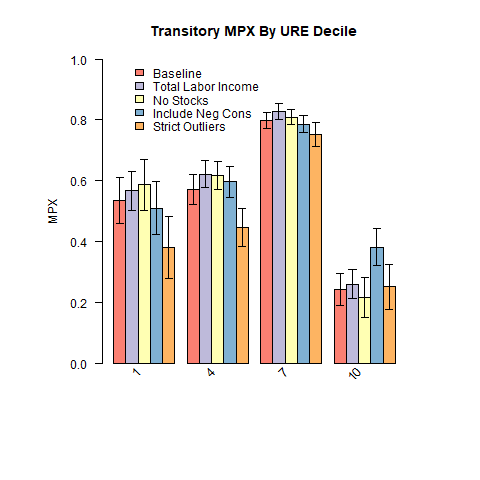 Transitory MPX By URE Decile
1.0
0.8
0.6
0.4
0.2
0.0
MPX
Baseline
Total Labor Income
No Stocks
Include Neg Cons
Strict Outliers
1
4
7
10